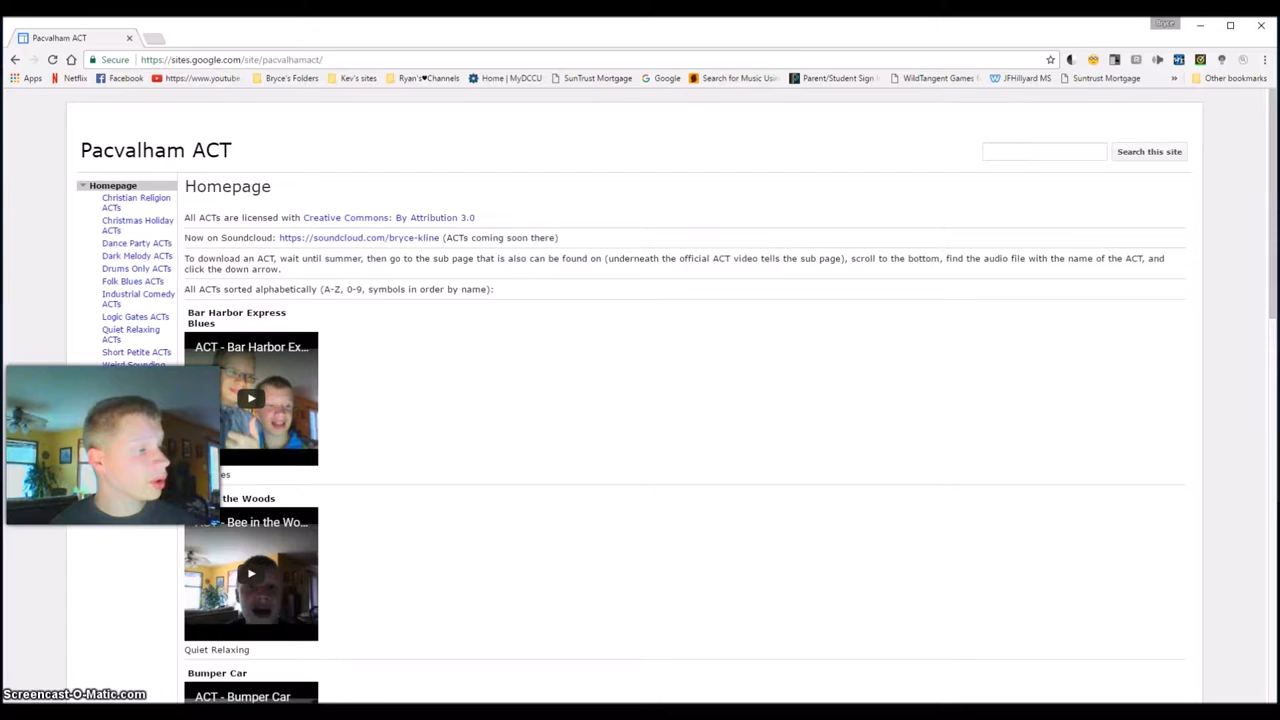 Bryce
Pacvalham ACT
Secure https://sites.google.com/site/pacvalhamact/
Apps Netflix Facebook https://www.youtube Bryce's Folders Kev's sites Ryan's♥Channels Home | MyDCCU SunTrust Mortgage Google Search for Music Usin Parent/Student Sign WildTangent Games f JFHillyard MS Suntrust Mortgage » Other bookmarks
Pacvalham ACT
Search this site
Homepage
Christian Religion
ACTs
Christmas Holiday
ACTs
Dance Party ACTs
Dark Melody ACTs
Drums Only ACTs
Folk Blues ACTs
Industrial Comedy
ACTs
Logic Gates ACTs
Quiet Relaxing
ACTs
Short Petite ACTs
Weird Sounding
Homepage
All ACTs are licensed with Creative Commons: By Attribution 3.0
Now on Soundcloud: https://soundcloud.com/bryce-kline (ACTs coming soon there)
To download an ACT, wait until summer, then go to the sub page that is also can be found on (underneath the official ACT video tells the sub page), scroll to the bottom, find the audio file with the name of the ACT, and
click the down arrow.
All ACTs sorted alphabetically (A-Z, 0-9, symbols in order by name):
Bar Harbor Express
Blues
ACT - Bar Harbor Ex...
es
the Woods
ACT - Bee in the Wo...
Quiet Relaxing
Bumper Car
ACT - Bumper Car
Screencast-O-Matic.com